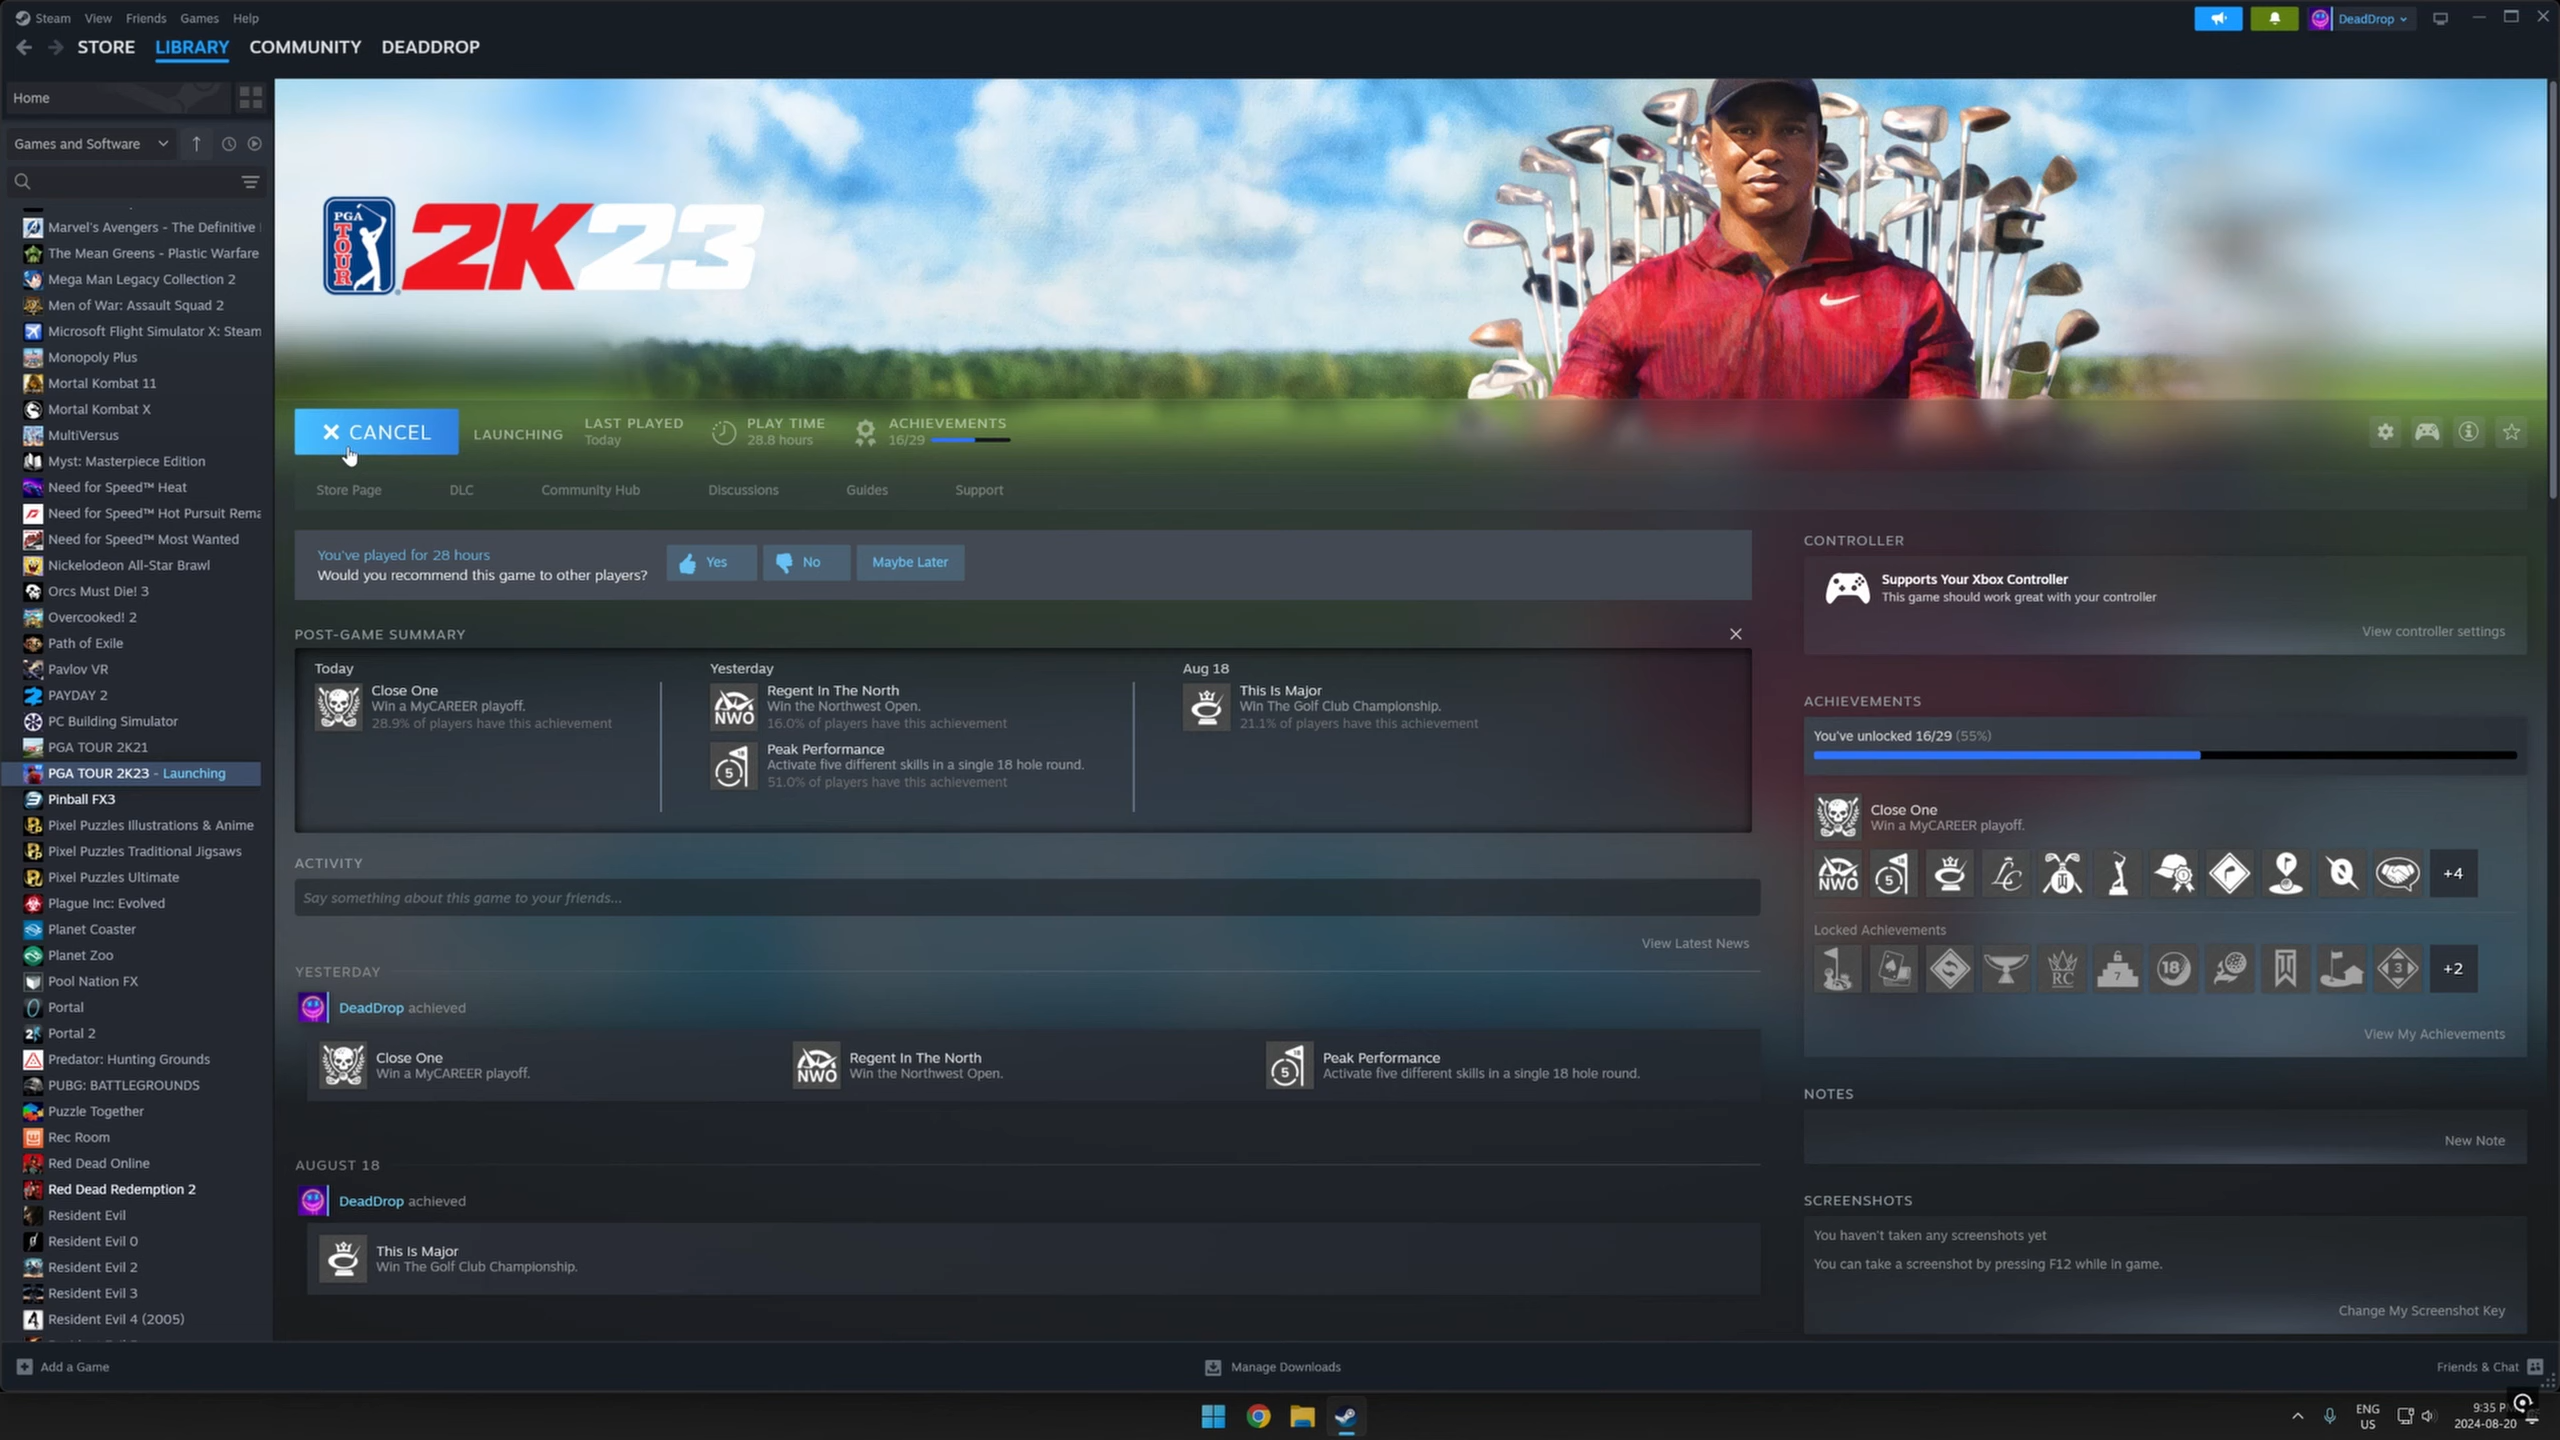 Steam View Friends Games Help
DeadDrop
STORE LIBRARY COMMUNITY DEADDROP
Home
Games and Software
Marvel's Avengers - The Definitive
The Mean Greens - Plastic Warfare
Mega Man Legacy Collection 2
Men of War: Assault Squad 2
Microsoft Flight Simulator X: Steam
Monopoly Plus
Mortal Kombat 11
Mortal Kombat X
MultiVersus
Myst: Masterpiece Edition
Need for Speed™ Heat
Need for Speed™ Hot Pursuit Rema
Need for Speed™ Most Wanted
Nickelodeon All-Star Brawl
Orcs Must Die! 3
Overcooked! 2
Path of Exile
Pavlov VR
PAYDAY 2
PC Building Simulator
PGA TOUR 2K21
PGA TOUR 2K23 - Launching
Pinball FX3
Pixel Puzzles Illustrations & Anime
Pixel Puzzles Traditional Jigsaws
Pixel Puzzles Ultimate
Plague Inc: Evolved
Planet Coaster
Planet Zoo
Pool Nation FX
Portal
Portal 2
Predator: Hunting Grounds
PUBG: BATTLEGROUNDS
Puzzle Together
Rec Room
Red Dead Online
Red Dead Redemption 2
Resident Evil
Resident Evil 0
Resident Evil 2
Resident Evil 3
Resident Evil 4 (2005)
PGA TOUR 2K23
CANCEL
LAUNCHING
LAST PLAYED
Today
PLAY TIME
28.8 hours
ACHIEVEMENTS
16/29
Store Page DLC Community Hub Discussions Guides Support
You've played for 28 hours
Would you recommend this game to other players?
Yes No Maybe Later
POST-GAME SUMMARY
Today
Close One
Win a MyCAREER playoff.
28.9% of players have this achievement
Yesterday
NWO
Regent In The North
Win the Northwest Open.
16.0% of players have this achievement
5
Peak Performance
Activate five different skills in a single 18 hole round.
51.0% of players have this achievement
Aug 18
This Is Major
Win The Golf Club Championship.
21.1% of players have this achievement
ACTIVITY
Say something about this game to your friends...
View Latest News
YESTERDAY
DeadDrop achieved
Close One
Win a MyCAREER playoff.
NWO
Regent In The North
Win the Northwest Open.
5
Peak Performance
Activate five different skills in a single 18 hole round.
AUGUST 18
DeadDrop achieved
This Is Major
Win The Golf Club Championship.
CONTROLLER
Supports Your Xbox Controller
This game should work great with your controller
View controller settings
ACHIEVEMENTS
You've unlocked 16/29 (55%)
Close One
Win a MyCAREER playoff.
NWO 5 LC +4
Locked Achievements
RC 7 18 3 +2
View My Achievements
NOTES
New Note
SCREENSHOTS
You haven't taken any screenshots yet
You can take a screenshot by pressing F12 while in game.
Change My Screenshot Key
Add a Game
Manage Downloads
Friends & Chat
ENG
US
9:35 P
2024-08-20